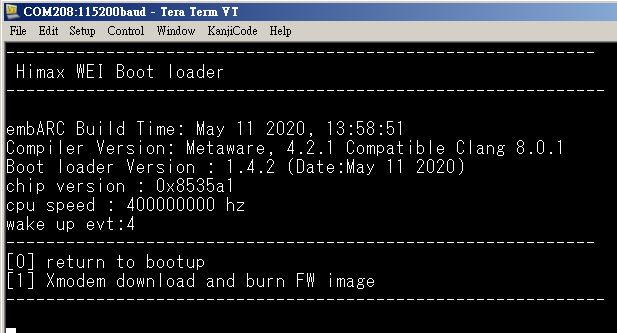 COM208:115200baud - Tera Term VT
File Edit Setup Control Window KanjiCode Help
--------------------------------------------------------------
Himax WEI Boot loader
---------------------------------------------------------------
embARC Build Time: May 11 2020, 13:58:51
Compiler Version: Metaware, 4.2.1 Compatible Clang 8.0.1
Boot loader Version : 1.4.2 (Date:May 11 2020)
chip version : 0x8535a1
cpu speed : 400000000 hz
wake up evt:4
--------------------------------------------------------------
[0] return to bootup
[1] Xmodem download and burn FW image
---------------------------------------------------------------